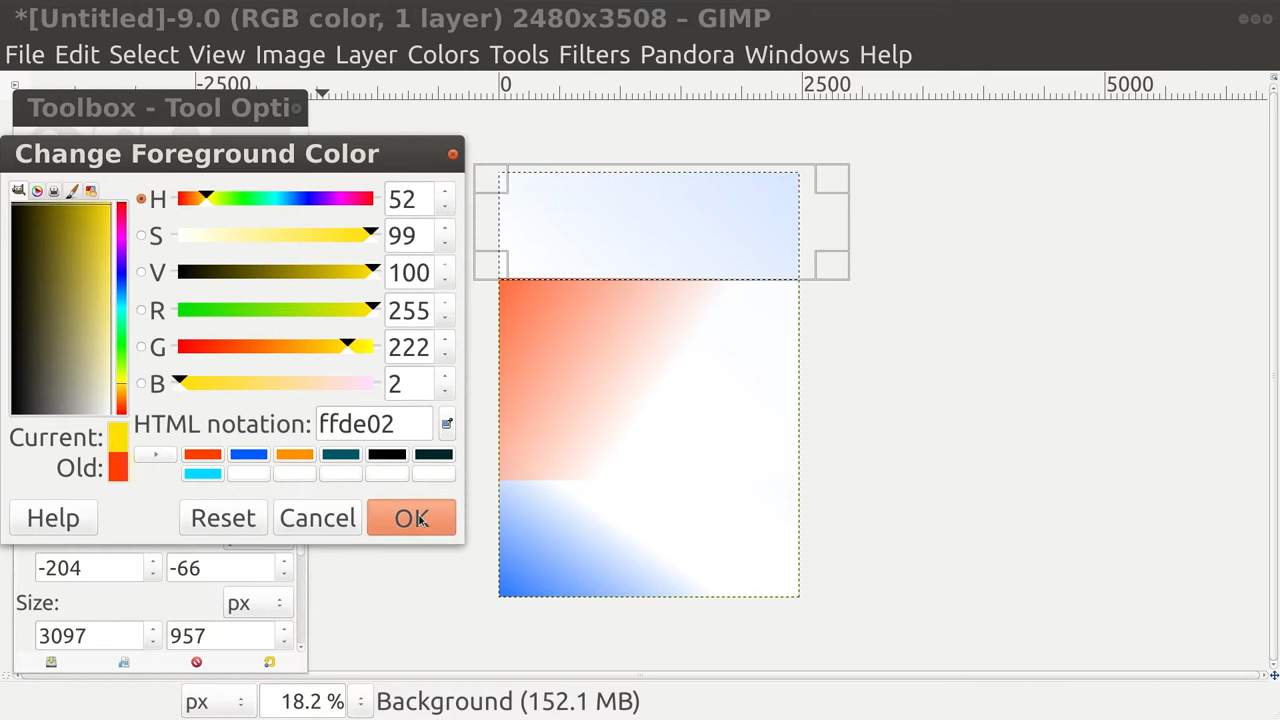 *[Untitled]-9.0 (RGB color, 1 layer) 2480x3508 – GIMP
File Edit Select View Image Layer Colors Tools Filters Pandora Windows Help
-2500 0 2500 5000
Toolbox - Tool Opti
Change Foreground Color
H 52
S 99
V 100
R 255
G 222
B 2
HTML notation: ffde02
Current:
Old:
Help Reset Cancel OK
-204 -66
Size: px
3097 957
px 18.2 % Background (152.1 MB)